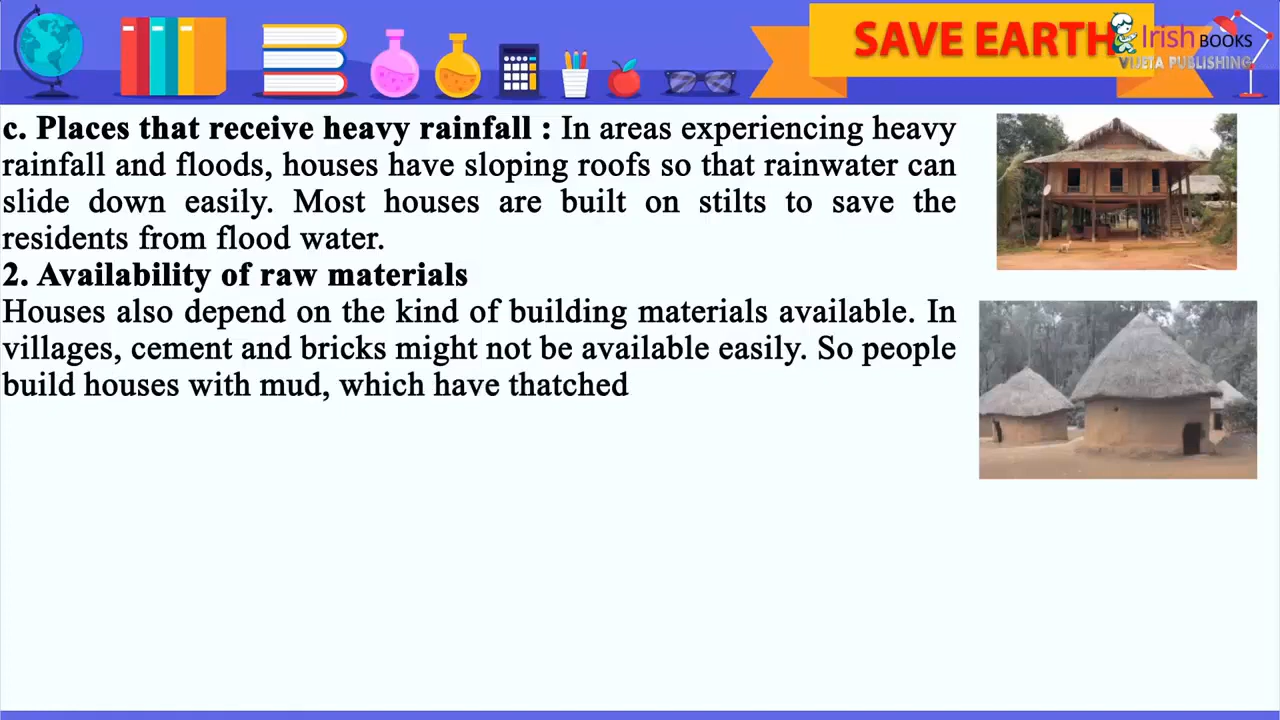 SAVE EARTH
Irish BOOKS
VIJETA PUBLISHING
c. Places that receive heavy rainfall : In areas experiencing heavy
rainfall and floods, houses have sloping roofs so that rainwater can
slide down easily. Most houses are built on stilts to save the
residents from flood water.
2. Availability of raw materials
Houses also depend on the kind of building materials available. In
villages, cement and bricks might not be available easily. So people
build houses with mud, which have thatched